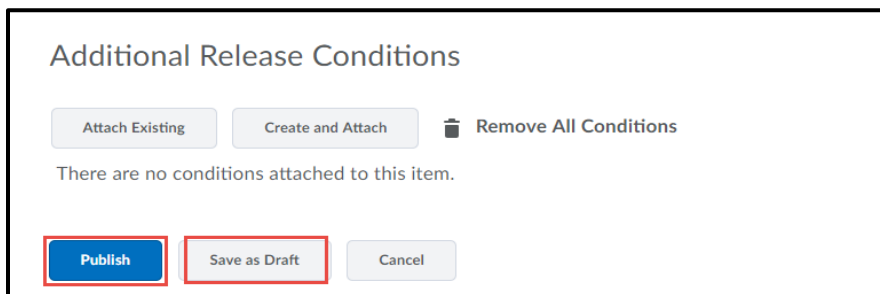 Additional Release Conditions
Attach Existing Create and Attach Remove All Conditions
There are no conditions attached to this item.
Publish Save as Draft Cancel